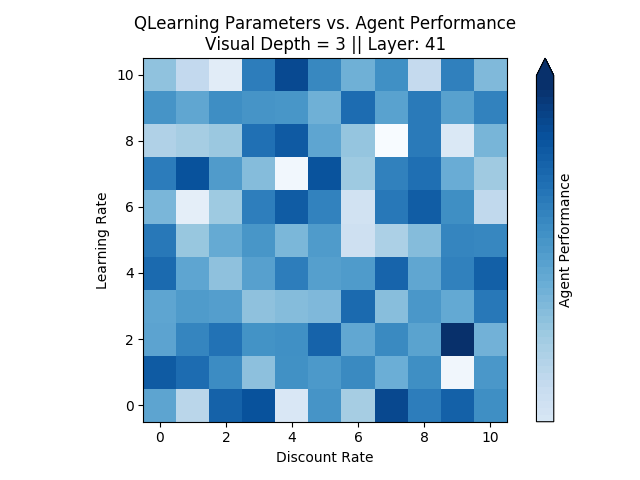 QLearning Parameters vs. Agent Performance
Visual Depth = 3 || Layer: 41
10
8
6
4
2
0
Learning Rate
0 2 4 6 8 10
Discount Rate
Agent Performance